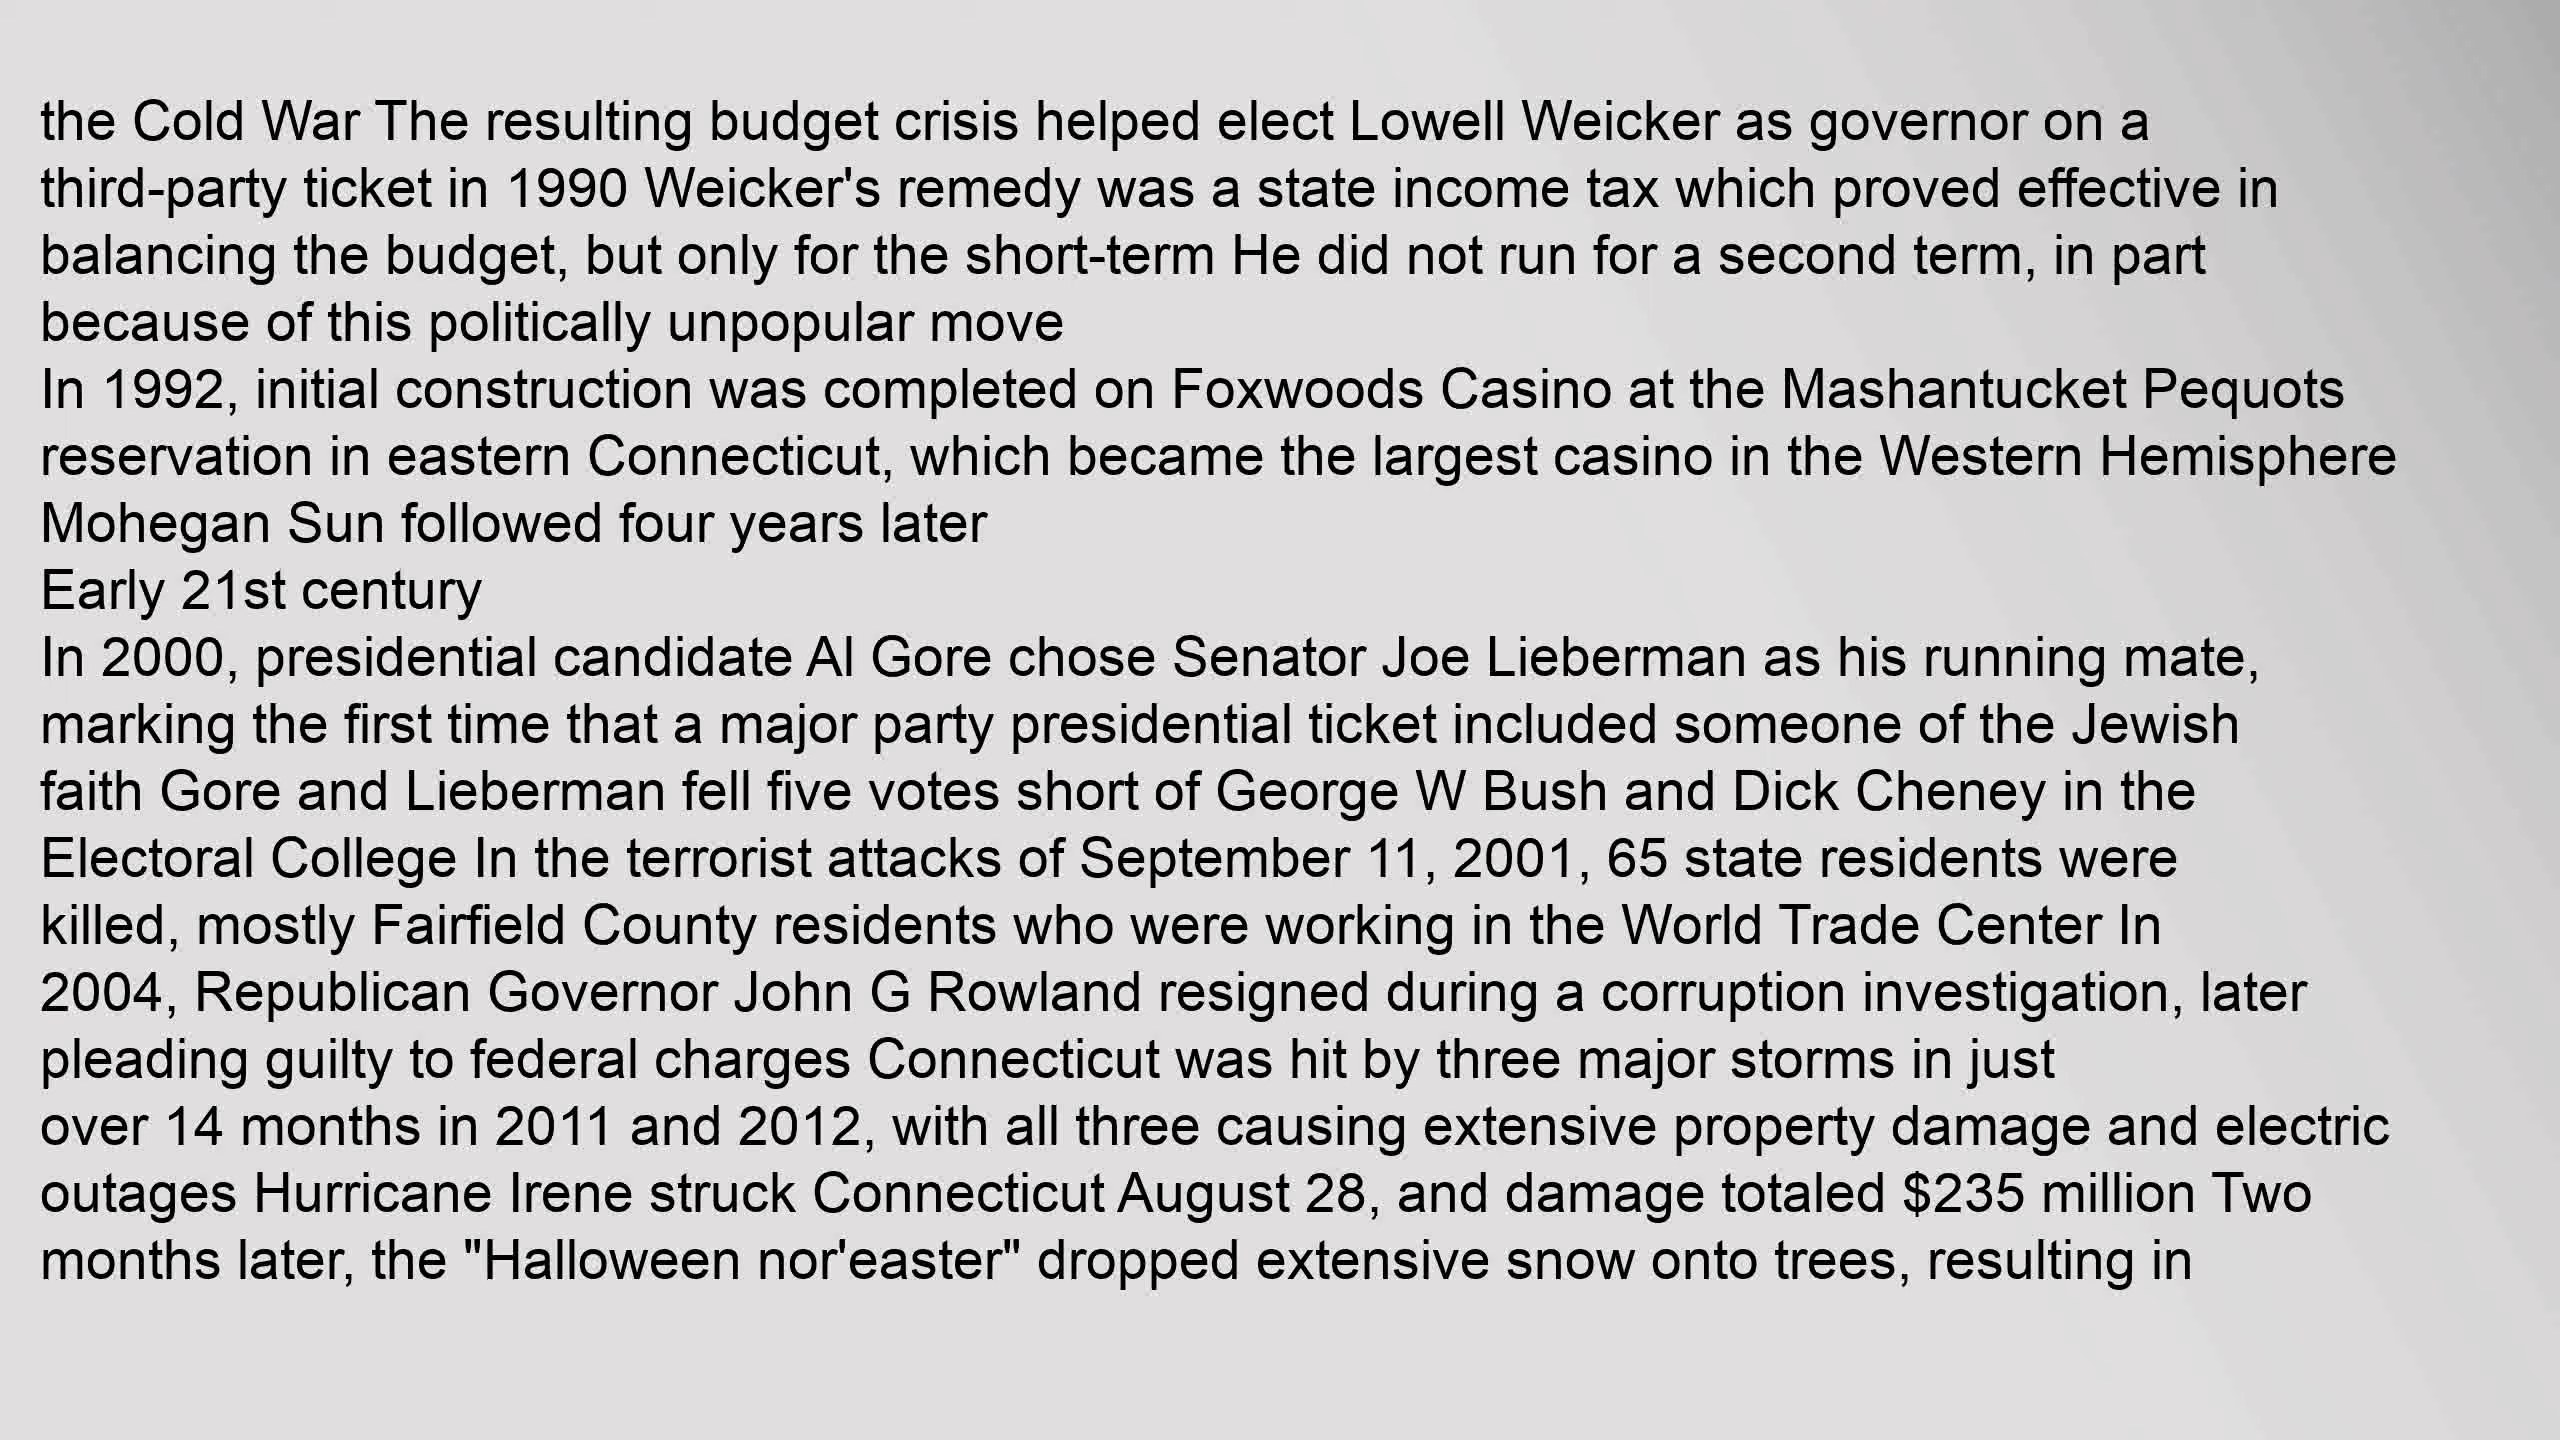 the Cold War The resulting budget crisis helped elect Lowell Weicker as governor on a
third-party ticket in 1990 Weicker's remedy was a state income tax which proved effective in
balancing the budget, but only for the short-term He did not run for a second term, in part
because of this politically unpopular move
In 1992, initial construction was completed on Foxwoods Casino at the Mashantucket Pequots
reservation in eastern Connecticut, which became the largest casino in the Western Hemisphere
Mohegan Sun followed four years later
Early 21st century
In 2000, presidential candidate Al Gore chose Senator Joe Lieberman as his running mate,
marking the first time that a major party presidential ticket included someone of the Jewish
faith Gore and Lieberman fell five votes short of George W Bush and Dick Cheney in the
Electoral College In the terrorist attacks of September 11, 2001, 65 state residents were
killed, mostly Fairfield County residents who were working in the World Trade Center In
2004, Republican Governor John G Rowland resigned during a corruption investigation, later
pleading guilty to federal charges Connecticut was hit by three major storms in just
over 14 months in 2011 and 2012, with all three causing extensive property damage and electric
outages Hurricane Irene struck Connecticut August 28, and damage totaled $235 million Two
months later, the "Halloween nor'easter" dropped extensive snow onto trees, resulting in